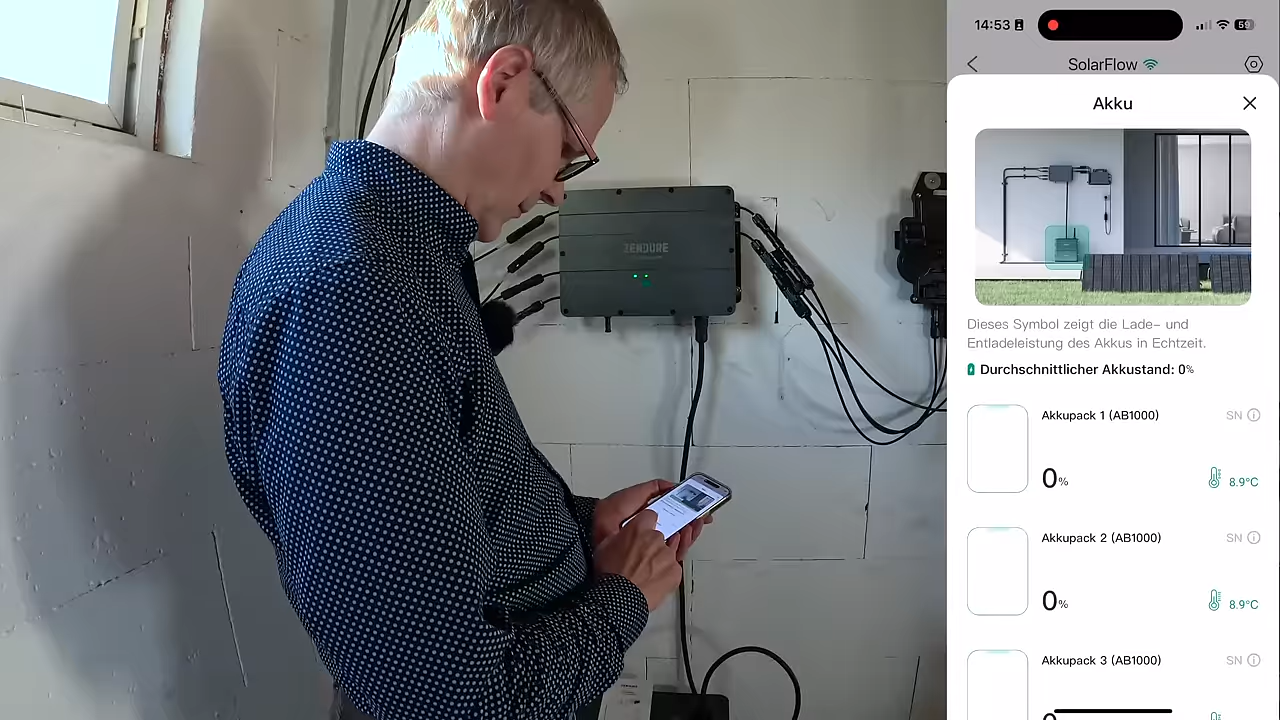 ZENDURE
14:53
59
SolarFlow
Akku
Dieses Symbol zeigt die Lade- und
Entladeleistung des Akkus in Echtzeit.
Durchschnittlicher Akkustand: 0%
Akkupack 1 (AB1000)
SN
0%
8.9°C
Akkupack 2 (AB1000)
SN
0%
8.9°C
Akkupack 3 (AB1000)
SN